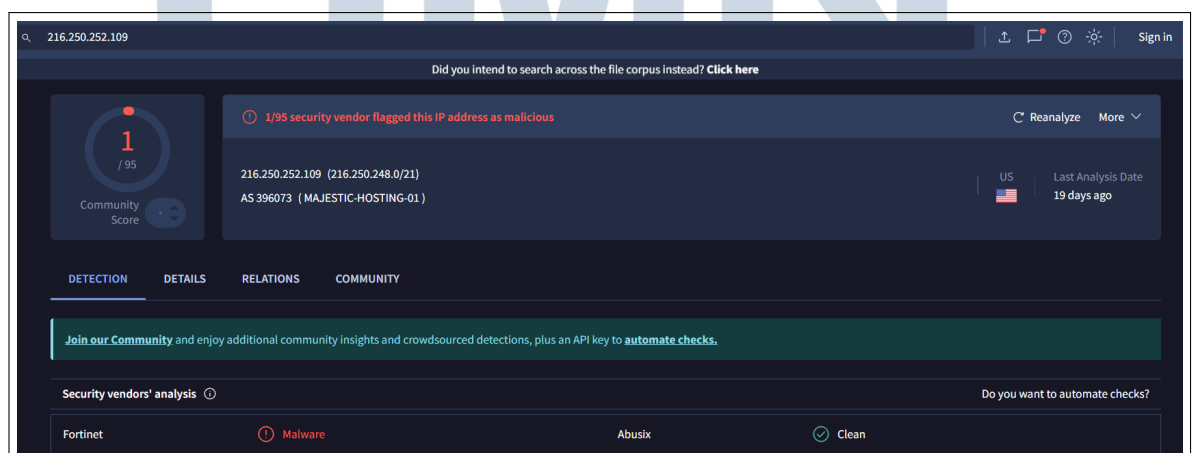 216.250.252.109
Sign in
Did you intend to search across the file corpus instead? Click here
1
/ 95
Community
Score
1/95 security vendor flagged this IP address as malicious
Reanalyze
More
216.250.252.109 (216.250.248.0/21)
AS 396073 ( MAJESTIC-HOSTING-01 )
US
Last Analysis Date
19 days ago
DETECTION
DETAILS
RELATIONS
COMMUNITY
Join our Community and enjoy additional community insights and crowdsourced detections, plus an API key to automate checks.
Security vendors' analysis
Do you want to automate checks?
Fortinet
Malware
Abusix
Clean